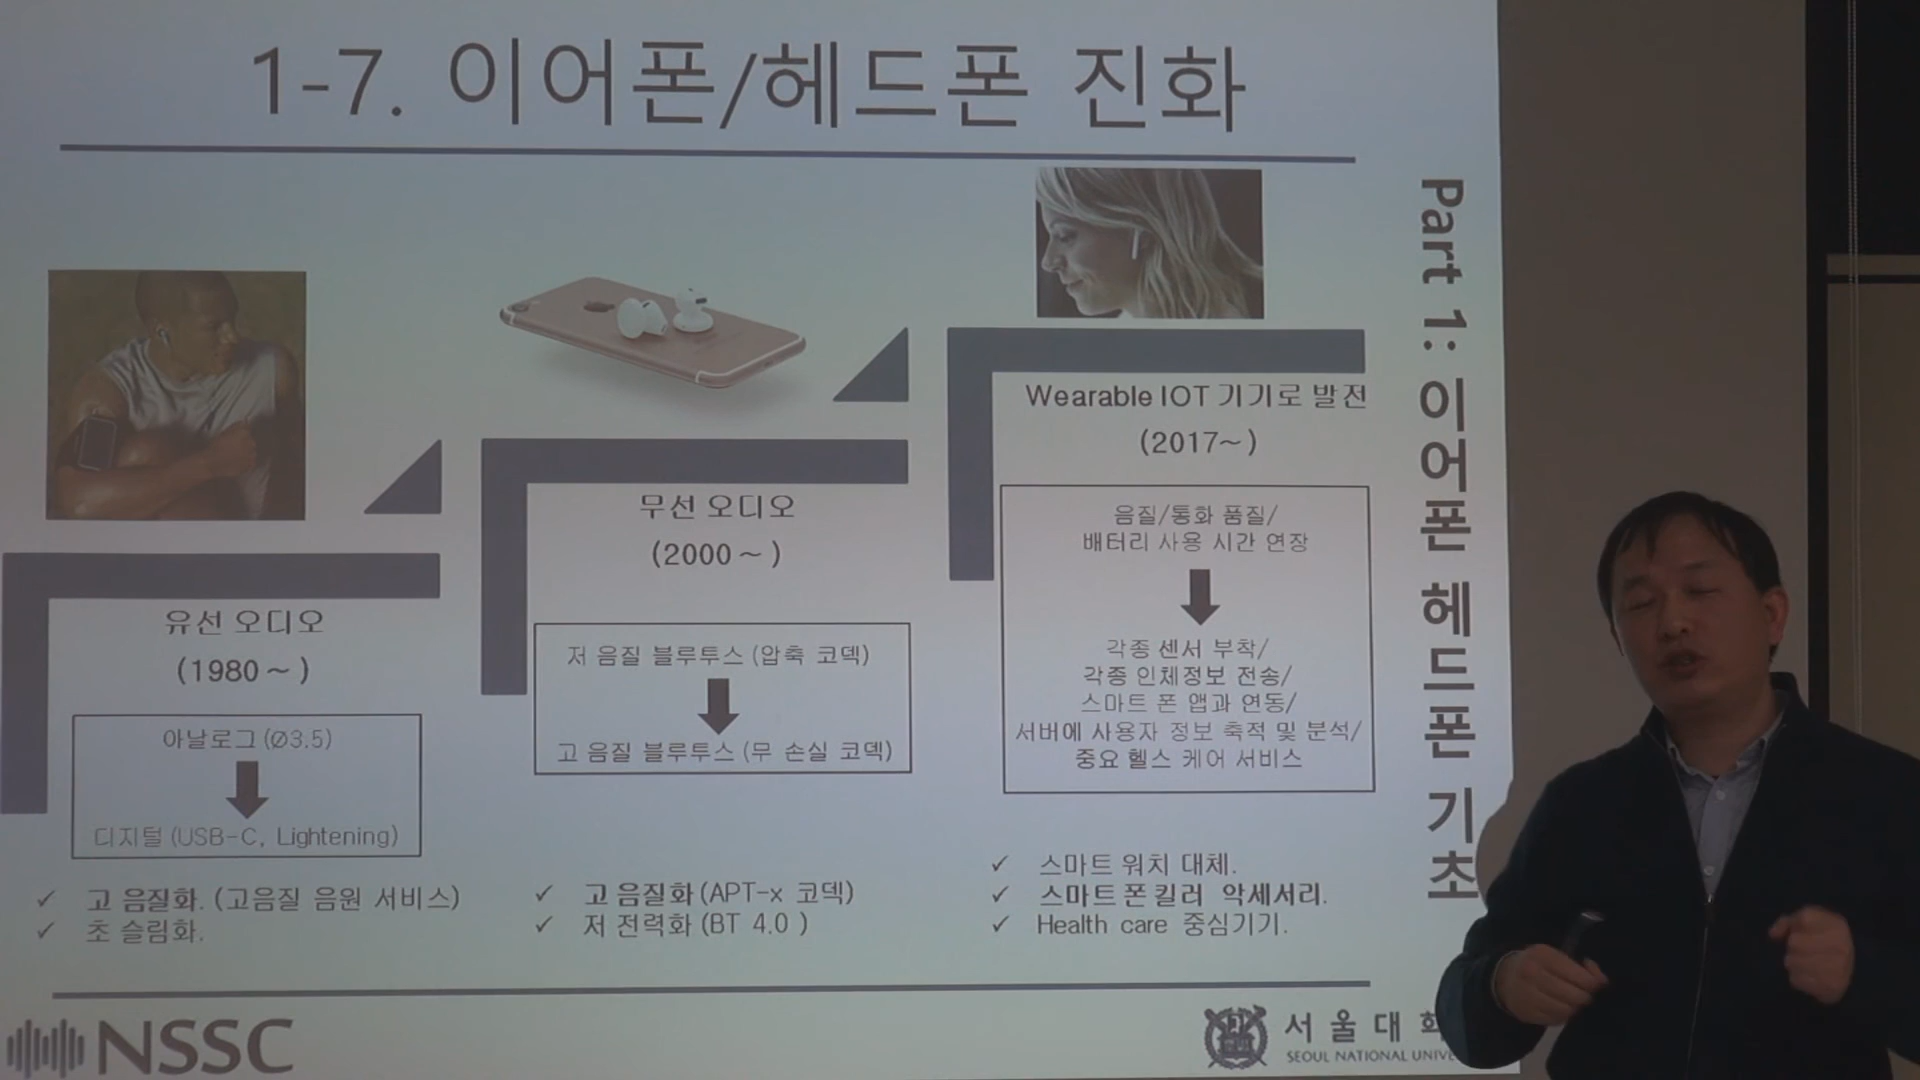 1-7. 이어폰/헤드폰 진화
Part 1: 이어폰 헤드폰 기초
유선 오디오
(1980 ~ )
아날로그 (Ø3.5)
디지털 (USB-C, Lightening)
✓ 고 음질화. (고음질 음원 서비스)
✓ 초 슬림화.
무선 오디오
(2000 ~ )
저 음질 블루투스 (압축 코덱)
고 음질 블루투스 (무 손실 코덱)
✓ 고 음질화 (APT-x 코덱)
✓ 저 전력화 (BT 4.0 )
Wearable IOT 기기로 발전
(2017~ )
음질/통화 품질/
배터리 사용 시간 연장
각종 센서 부착/
각종 인체정보 전송/
스마트 폰 앱과 연동/
서버에 사용자 정보 축적 및 분석/
중요 헬스 케어 서비스
✓ 스마트 워치 대체.
✓ 스마트 폰 킬러 악세서리.
✓ Health care 중심기기.
NSSC
서울대
SEOUL NATIONAL UNIVE